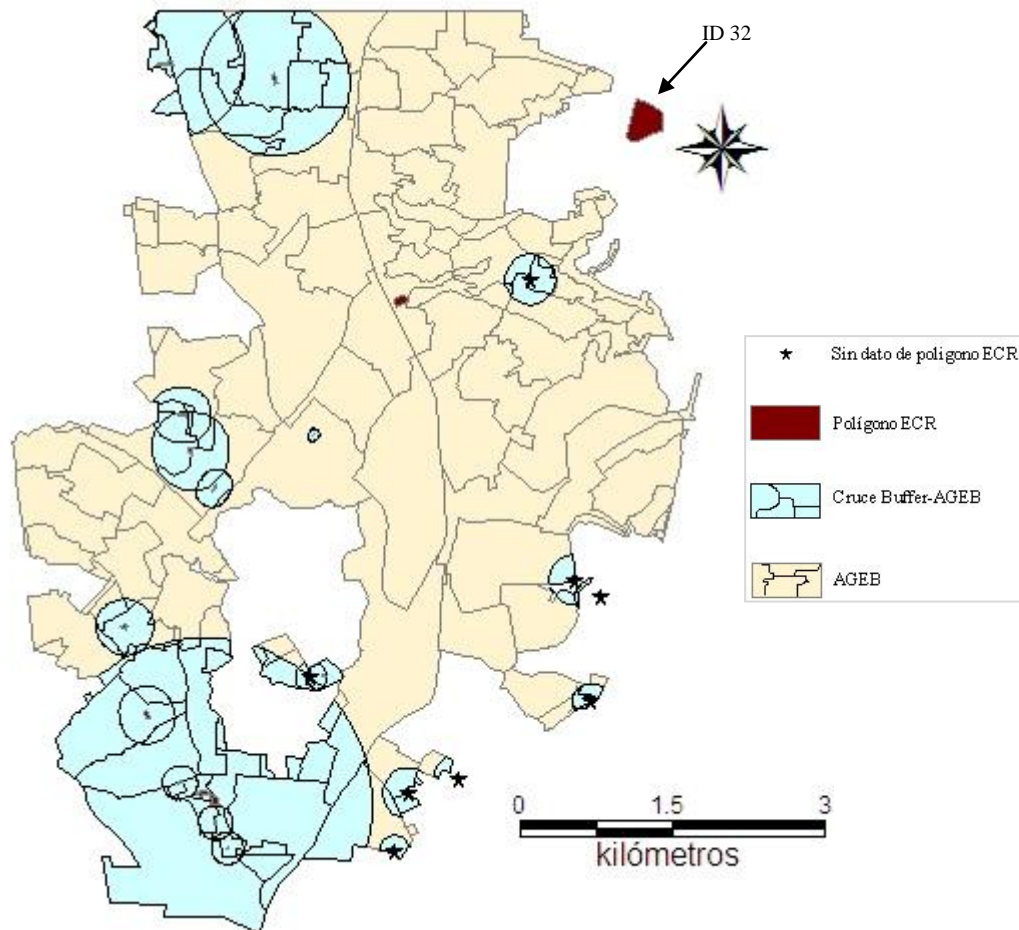 ID 32
Sin dato de polígono ECR
Polígono ECR
Cruce Buffer-AGEB
AGEB
0 1.5 3
kilómetros